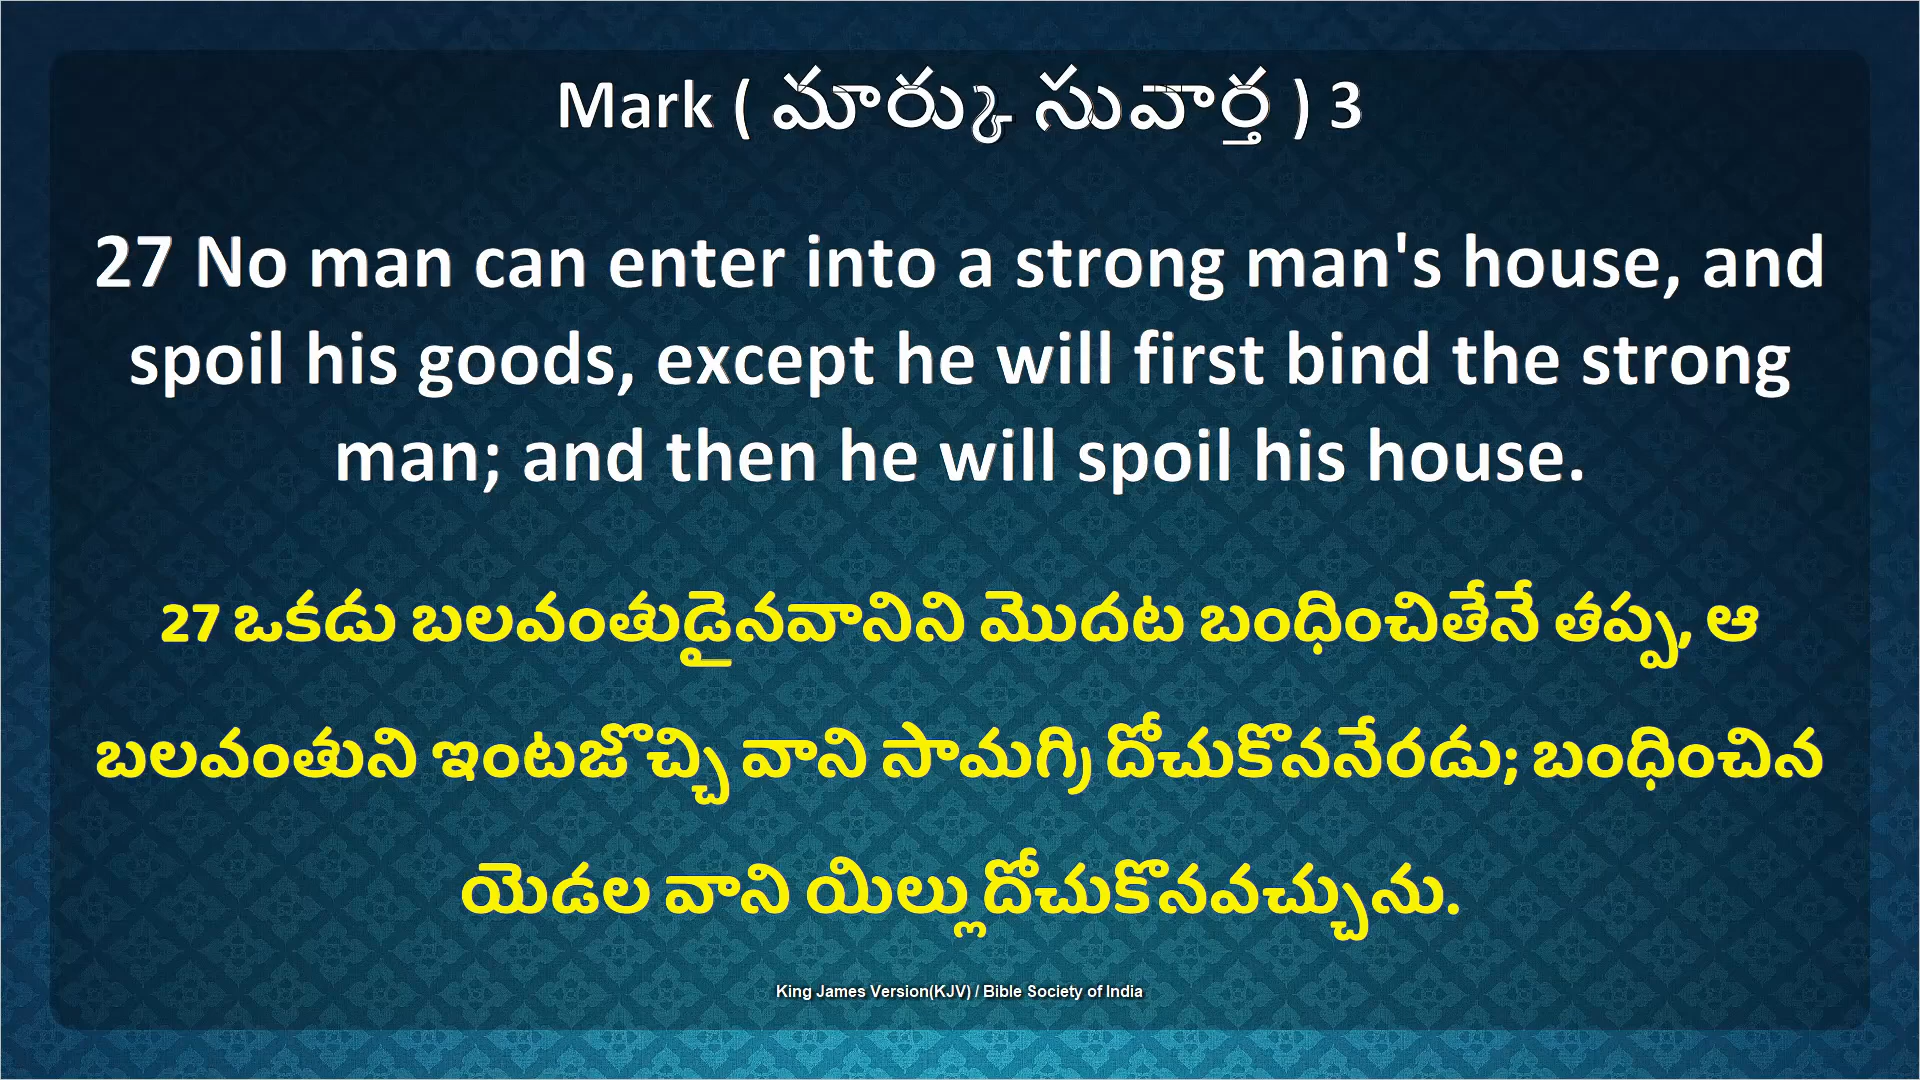 Mark ( మార్కు సువార్త ) 3
27 No man can enter into a strong man's house, and
spoil his goods, except he will first bind the strong
man; and then he will spoil his house.
27 ఒకడు బలవంతుడైనవానిని మొదట బంధించితేనే తప్ప, ఆ
బలవంతుని ఇంటజొచ్చి వాని సామగ్రి దోచుకొననేరడు; బంధించిన
యెడల వాని యిల్లు దోచుకొనవచ్చును.
King James Version(KJV) / Bible Society of India